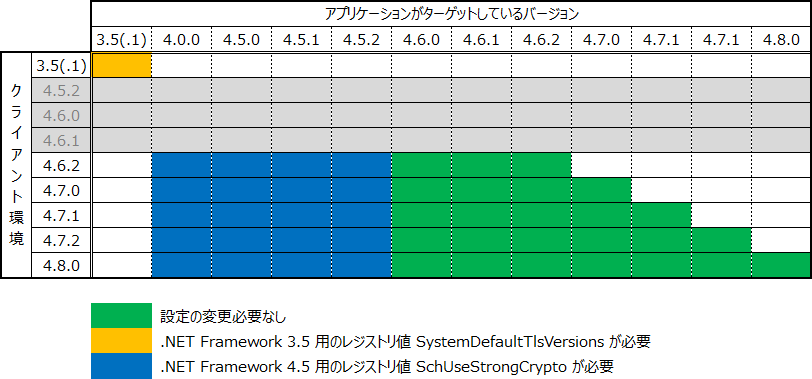 アプリケーションがターゲットしているバージョン
3.5(.1) 4.0.0 4.5.0 4.5.1 4.5.2 4.6.0 4.6.1 4.6.2 4.7.0 4.7.1 4.7.1 4.8.0
クライアント環境
3.5(.1)
4.5.2
4.6.0
4.6.1
4.6.2
4.7.0
4.7.1
4.7.2
4.8.0
設定の変更必要なし
.NET Framework 3.5 用のレジストリ値 SystemDefaultTlsVersions が必要
.NET Framework 4.5 用のレジストリ値 SchUseStrongCrypto が必要